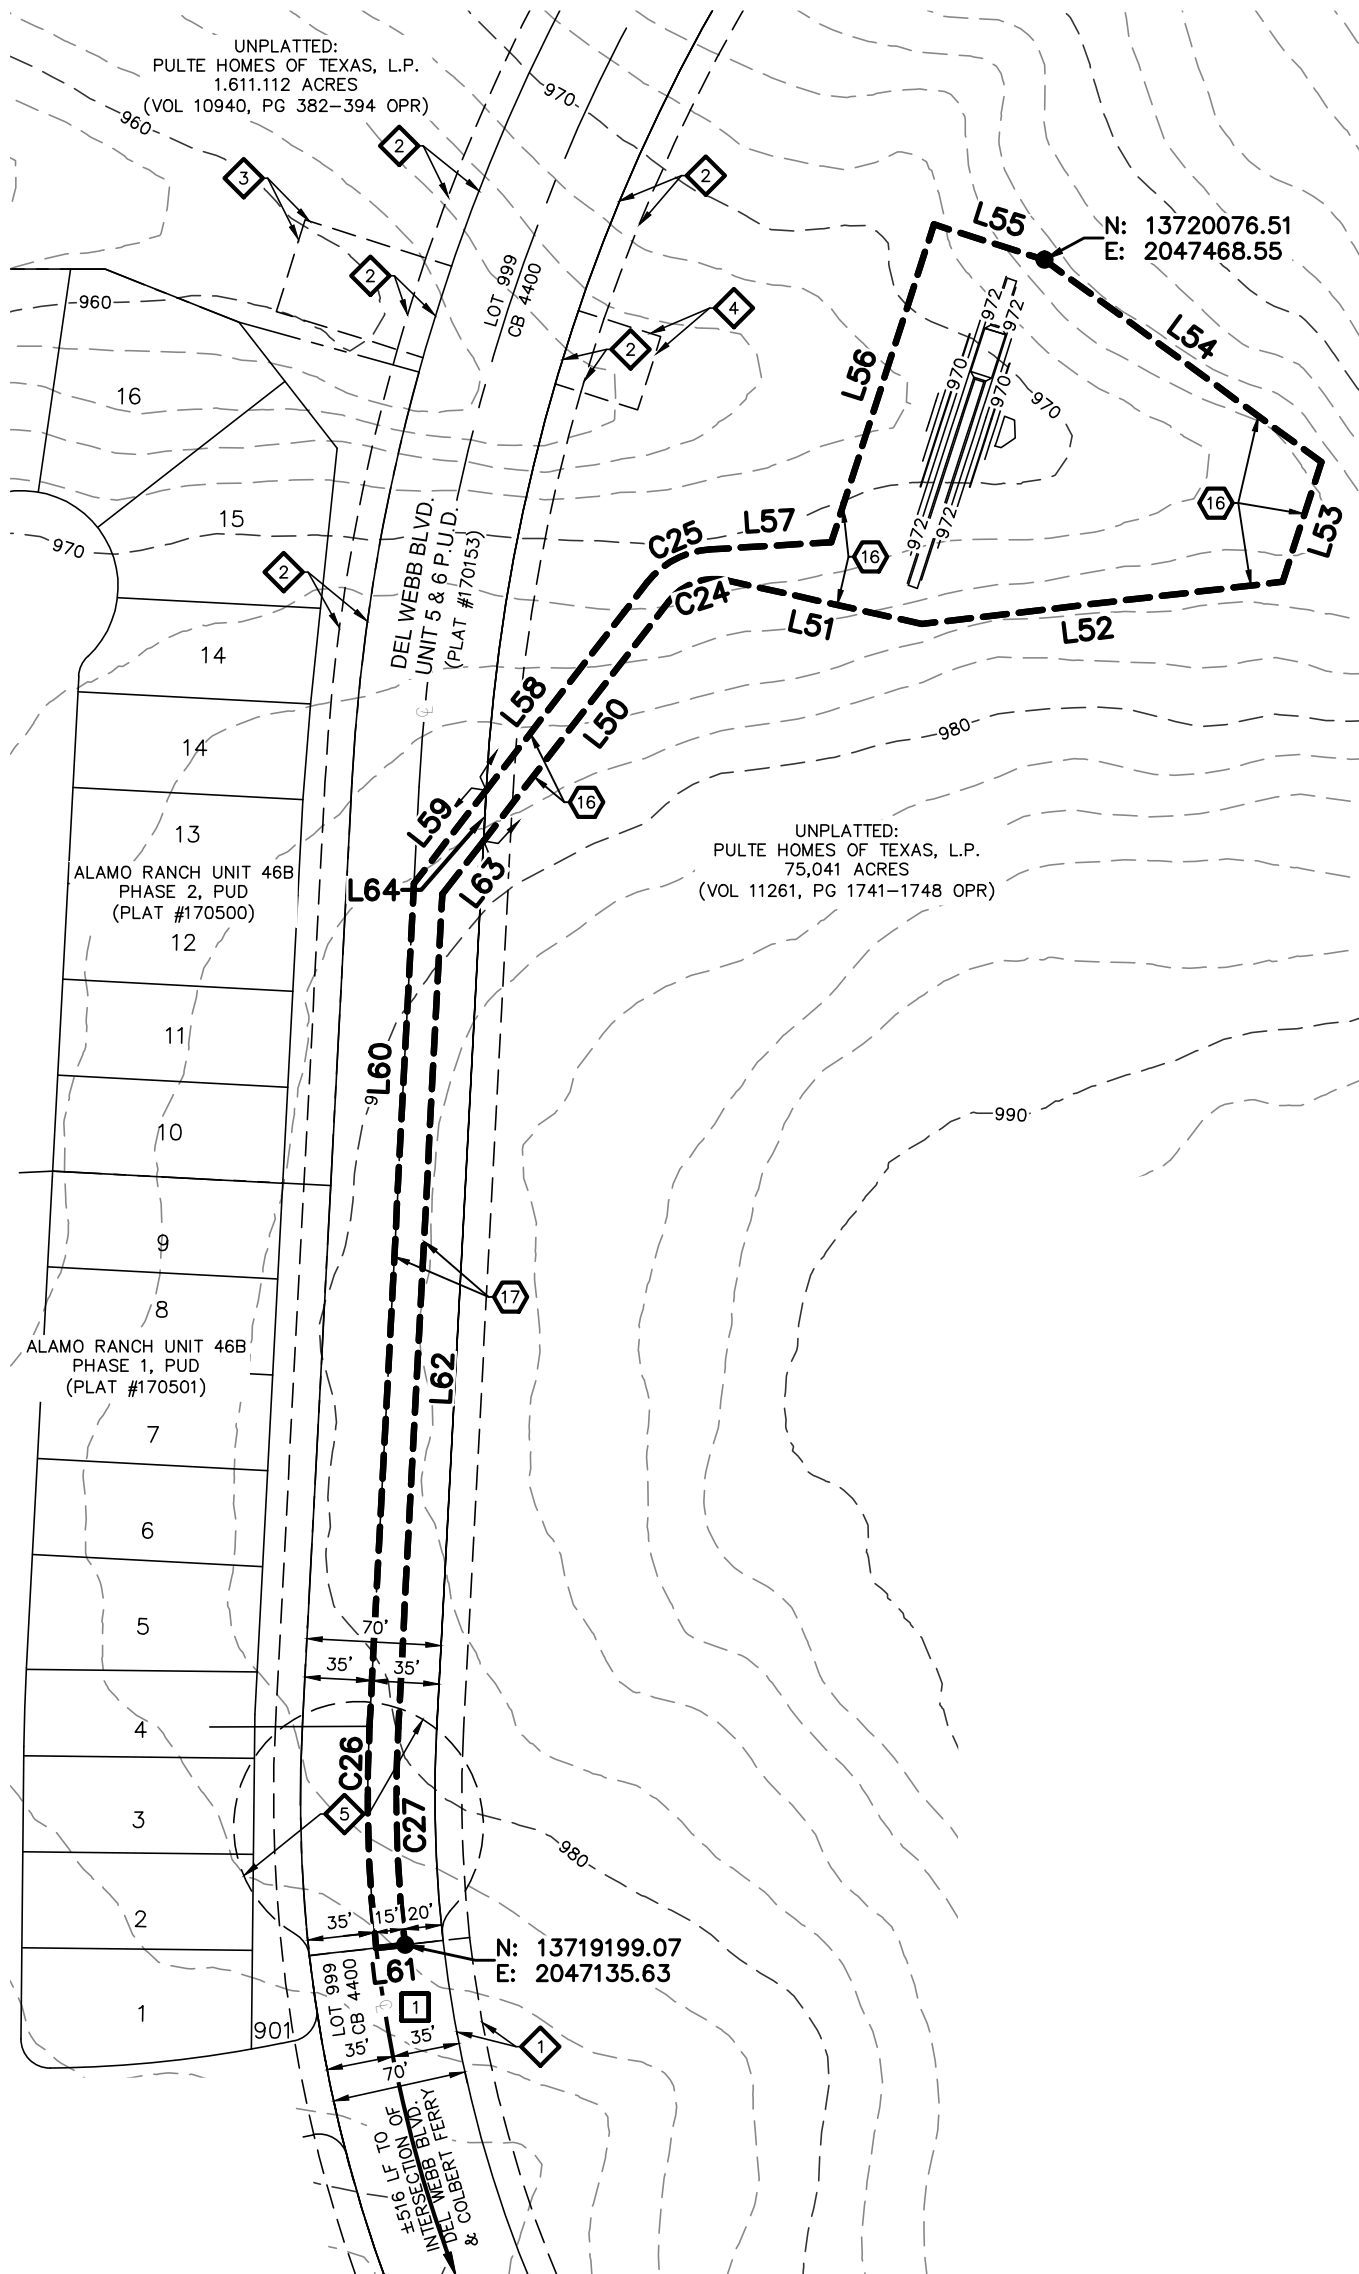 UNPLATTED:
PULTE HOMES OF TEXAS, L.P.
1.611.112 ACRES
(VOL 10940, PG 382-394 OPR)
960
970
2
3
2
2
L55
N: 13720076.51
E: 2047468.55
LOT 999
CB 4400
960
4
2
972
972
L54
L56
970
970
970
16
15
970
972
972
16
L53
DEL WEBB BLVD.
UNIT 5 & 6 P.U.D.
(PLAT #170153)
C25
L57
16
2
C24
L51
L52
14
L58
L50
980
14
16
13
L59
UNPLATTED:
PULTE HOMES OF TEXAS, L.P.
75,041 ACRES
(VOL 11261, PG 1741-1748 OPR)
ALAMO RANCH UNIT 46B
PHASE 2, PUD
(PLAT #170500)
L64
L63
12
11
L60
9
990
10
9
17
8
ALAMO RANCH UNIT 46B
PHASE 1, PUD
(PLAT #170501)
L62
7
6
5
70'
35'
35'
4
C26
5
3
C27
980
2
35'
15'
20'
N: 13719199.07
E: 2047135.63
L61
LOT 999
CB 4400
1
1
901
35'
35'
1
70'
±516 LF TO
INTERSECTION OF
DEL WEBB BLVD.
& COLBERT FERRY